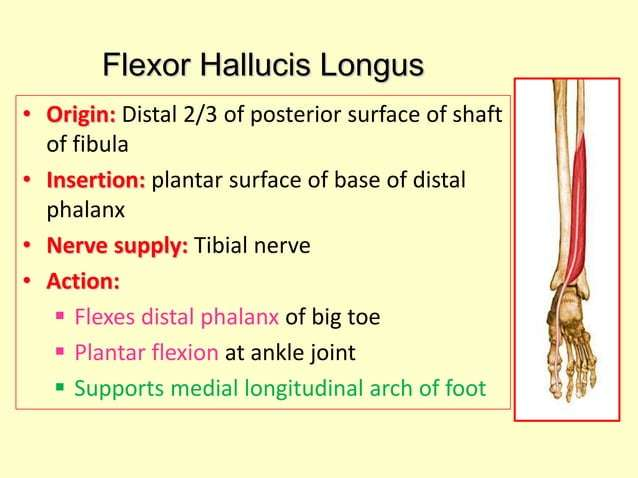 Flexor Hallucis Longus
• Origin: Distal 2/3 of posterior surface of shaft
of fibula
• Insertion: plantar surface of base of distal
phalanx
• Nerve supply: Tibial nerve
• Action:
▪ Flexes distal phalanx of big toe
▪ Plantar flexion at ankle joint
▪ Supports medial longitudinal arch of foot